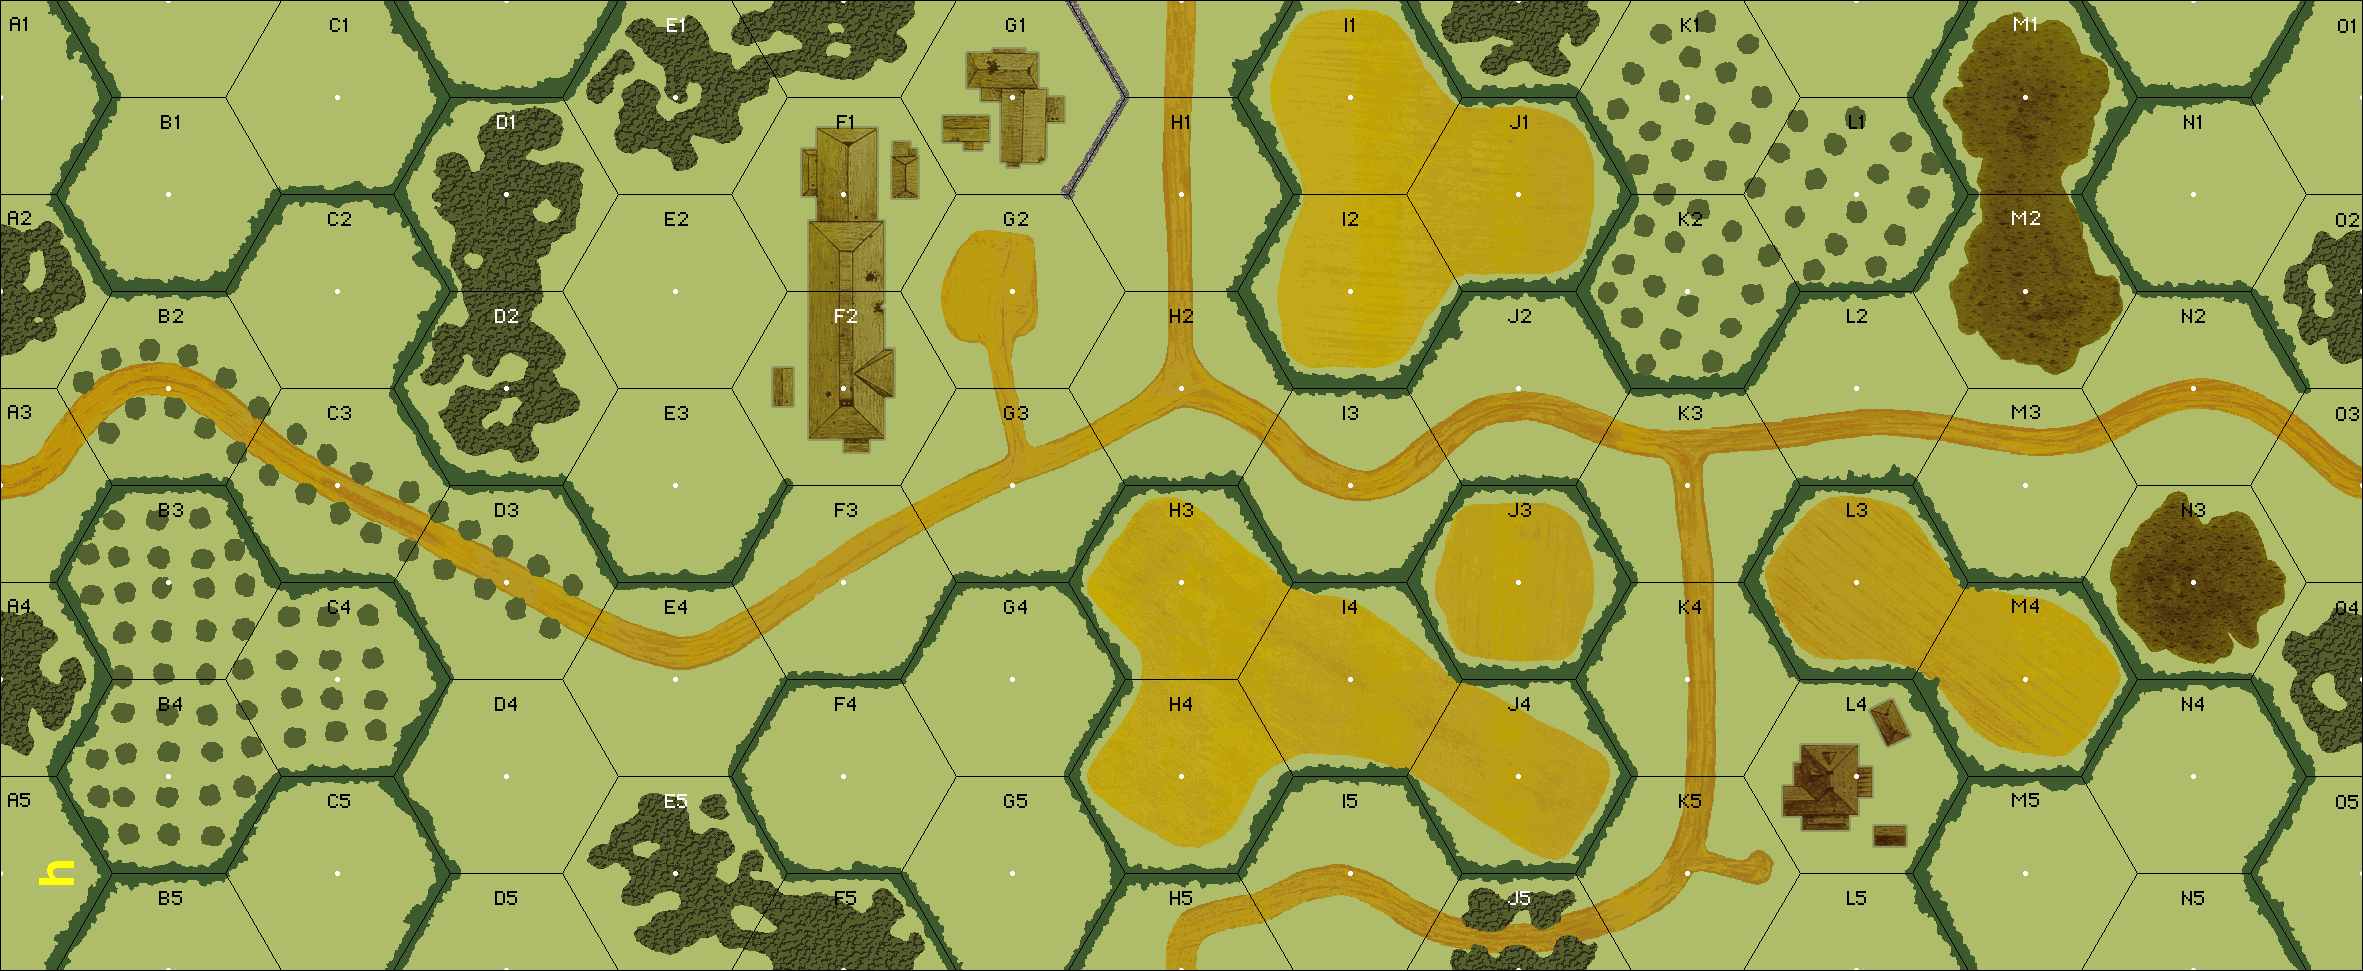 A1 C1 E1 G1 I1 K1 M1 O1
B1 D1 F1 H1 J1 L1 N1
A2 C2 E2 G2 I2 K2 M2 O2
B2 D2 F2 H2 J2 L2 N2
A3 C3 E3 G3 I3 K3 M3 O3
B3 D3 F3 H3 J3 L3 N3
A4 C4 E4 G4 I4 K4 M4 O4
B4 D4 F4 H4 J4 L4 N4
A5 C5 E5 G5 I5 K5 M5 O5
h
B5 D5 F5 H5 J5 L5 N5